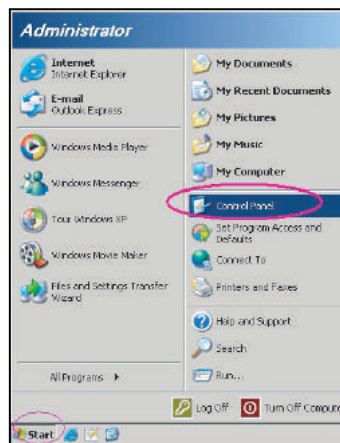 Administrator
Internet
Internet Explorer
E-mail
Outlook Express
Windows Media Player
Windows Messenger
Tour Windows XP
Windows Movie Maker
Files and Settings Transfer
Wizard
All Programs
My Documents
My Recent Documents
My Pictures
My Music
My Computer
Control Panel
Set Program Access and
Defaults
Connect To
Printers and Faxes
Help and Support
Search
Run...
Log Off
Turn Off Compute
Start